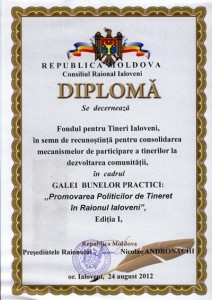 REPUBLICA MOLDOVA
Consiliul Raional Ialoveni
DIPLOMĂ
Se decernează
Fondul pentru Tineri Ialoveni,
în semn de recunoştinţă pentru consolidarea
mecanismelor de participare a tinerilor la
dezvoltarea comunităţii,
în cadrul
GALEI BUNELOR PRACTICI:
„Promovarea Politicilor de Tineret
în Raionul Ialoveni”,
Ediţia I,
Republica Moldova
Preşedintele Raionului Nicolae ANDRONACHI
or. Ialoveni, 24 august 2012